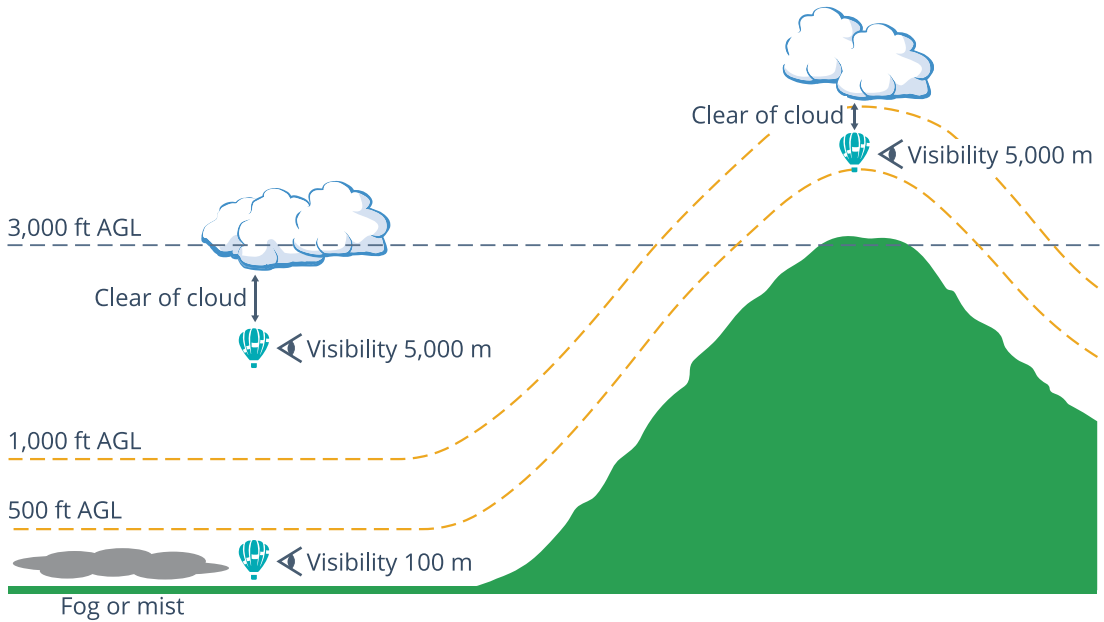 Clear of cloud
Visibility 5,000 m
3,000 ft AGL
Clear of cloud
Visibility 5,000 m
1,000 ft AGL
500 ft AGL
Visibility 100 m
Fog or mist